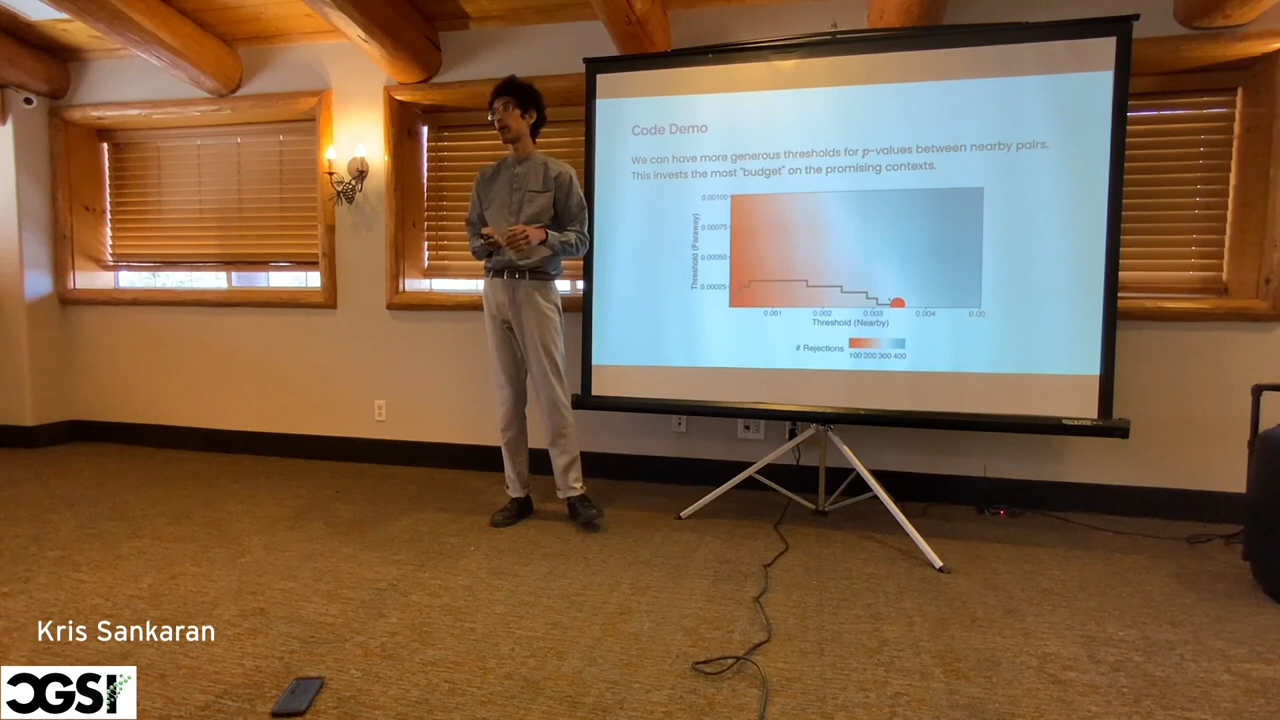 Code Demo
We can have more generous thresholds for p-values between nearby pairs.
This invests the most "budget" on the promising contexts.
0.00100
0.00075
0.00050
0.00025
Threshold (Faraway)
0.001 0.002 0.003 0.004 0.00
Threshold (Nearby)
# Rejections
100 200 300 400
Kris Sankaran
CGSI